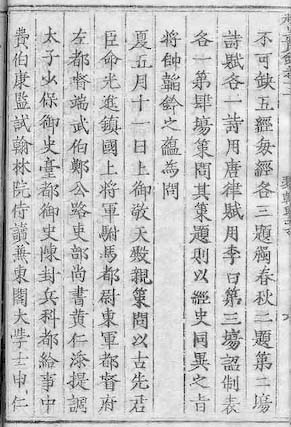 不可缺五經每經各三題獨春秋二題第二場
詩賦各一詩用唐律賦用李白第三場詔制表
各一第肆場策問其策題則以經史同異之旨
將帥韜鈐之蘊為問
夏五月十一日上御敬天殿親策問以古先君
臣命光進鎮國上將軍駙馬都尉東軍都督府
左都督端武伯鄭公路吏部尚書黃仁添提調
太子少保御史臺都御史陳封兵科都給事中
費伯康監試翰林院侍讀兼東閣大學士申仁